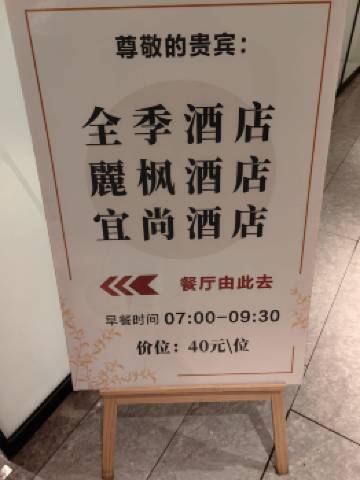 尊敬的贵宾：
全季酒店
麗枫酒店
宜尚酒店
餐厅由此去
早餐时间 07:00-09:30
价位：40元\位